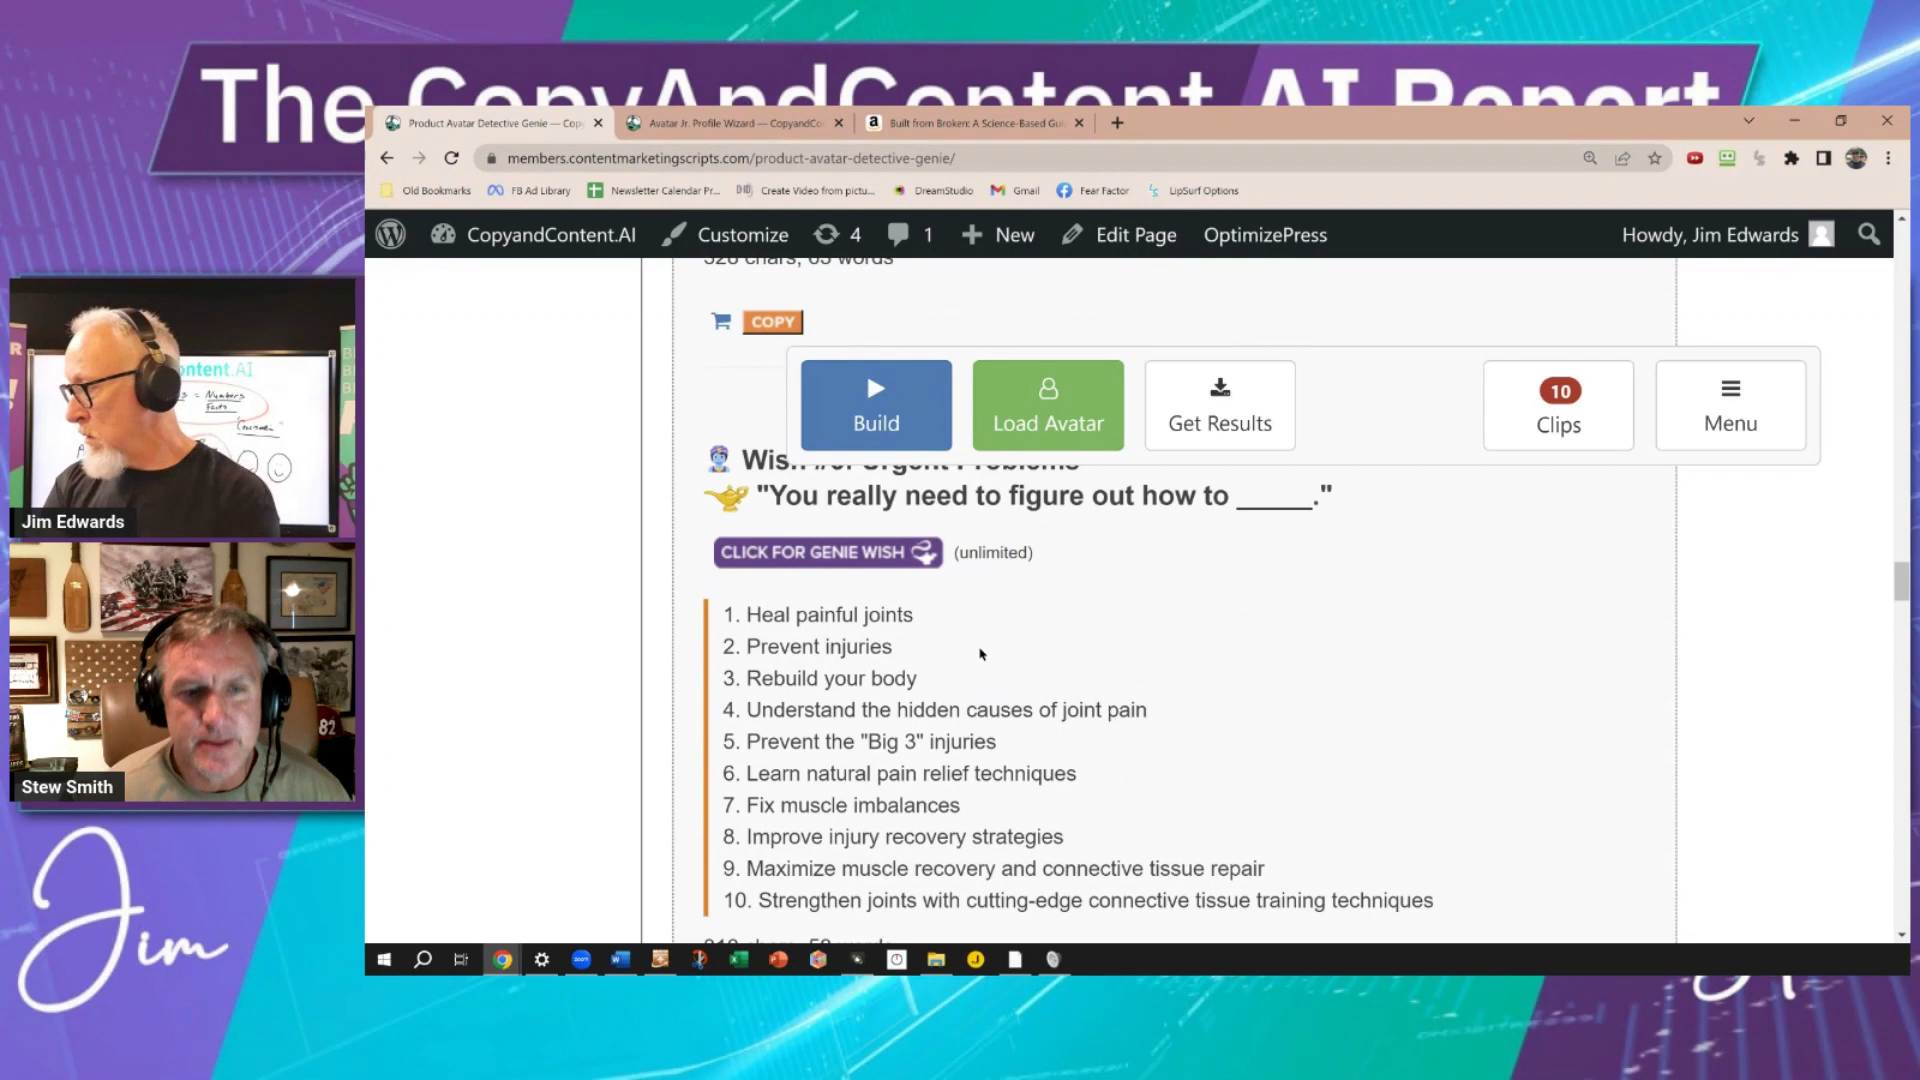 The CopyAndContent AI Report
Product Avatar Detective Genie — Cop
Avatar Jr. Profile Wizard — CopyandCo
Built from Broken: A Science-Based Gui
members.contentmarketingscripts.com/product-avatar-detective-genie/
Old Bookmarks
FB Ad Library
Newsletter Calendar Pr...
Create Video from pictu...
DreamStudio
Gmail
Fear Factor
LipSurf Options
CopyandContent.AI
Customize
4
1
New
Edit Page
OptimizePress
Howdy, Jim Edwards
COPY
Build
Load Avatar
Get Results
10
Clips
Menu
"You really need to figure out how to _____."
CLICK FOR GENIE WISH
(unlimited)
1. Heal painful joints
2. Prevent injuries
3. Rebuild your body
4. Understand the hidden causes of joint pain
5. Prevent the "Big 3" injuries
6. Learn natural pain relief techniques
7. Fix muscle imbalances
8. Improve injury recovery strategies
9. Maximize muscle recovery and connective tissue repair
10. Strengthen joints with cutting-edge connective tissue training techniques
ntent.AI
= Numbers
Facts
Jim Edwards
82
Stew Smith
Jim